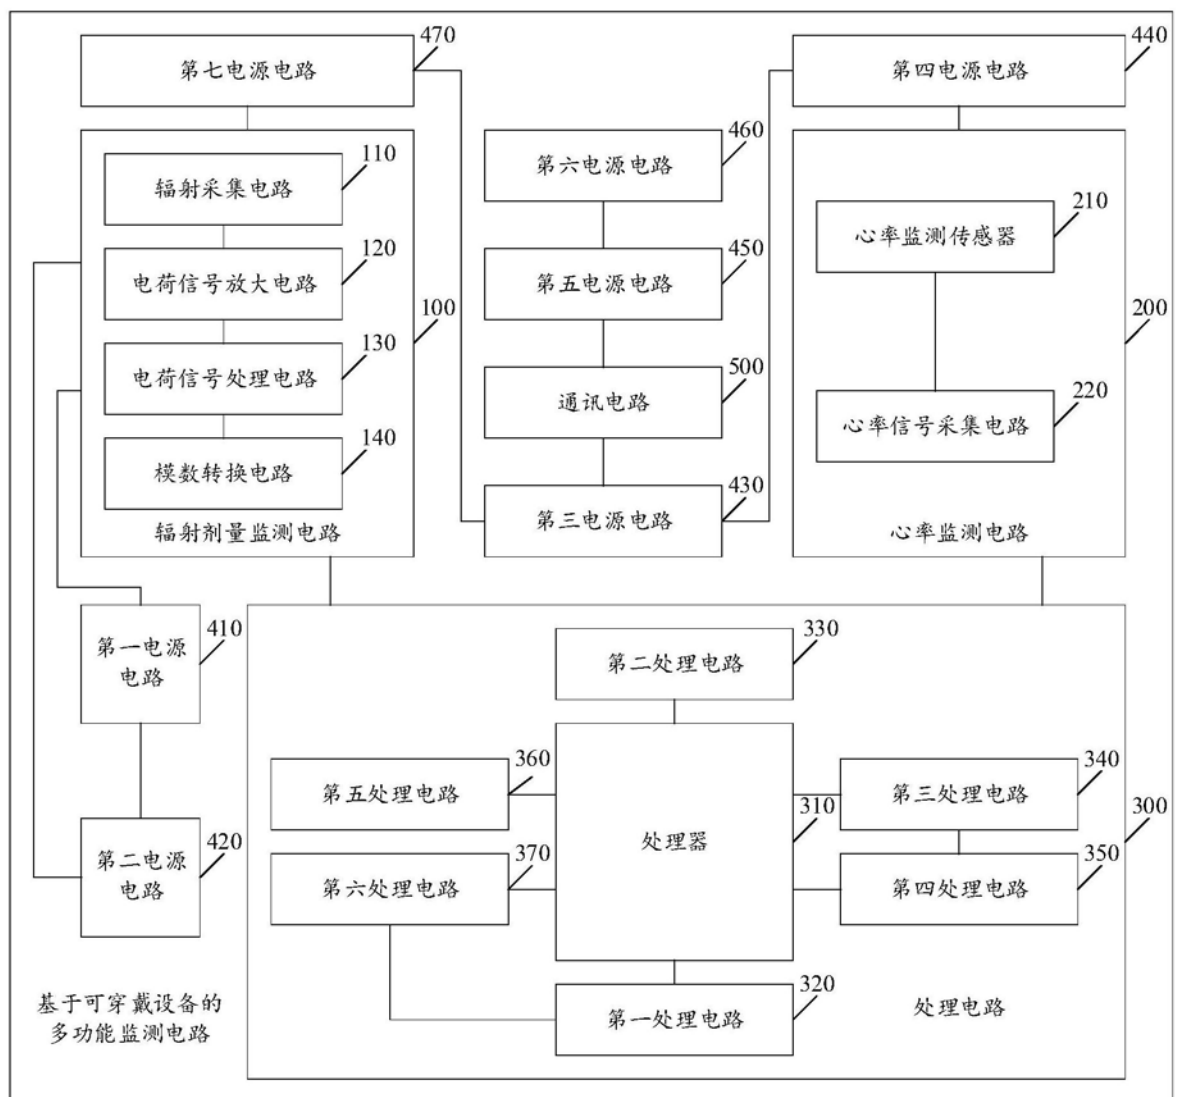 470
第七电源电路
440
第四电源电路
110
辐射采集电路
120
电荷信号放大电路
130
电荷信号处理电路
140
模数转换电路
辐射剂量监测电路
100
460
第六电源电路
450
第五电源电路
500
通讯电路
430
第三电源电路
210
心率监测传感器
200
220
心率信号采集电路
心率监测电路
410
第一电源
电路
420
第二电源
电路
330
第二处理电路
360
第五处理电路
370
第六处理电路
310
处理器
340
第三处理电路
300
350
第四处理电路
320
第一处理电路
处理电路
基于可穿戴设备的
多功能监测电路